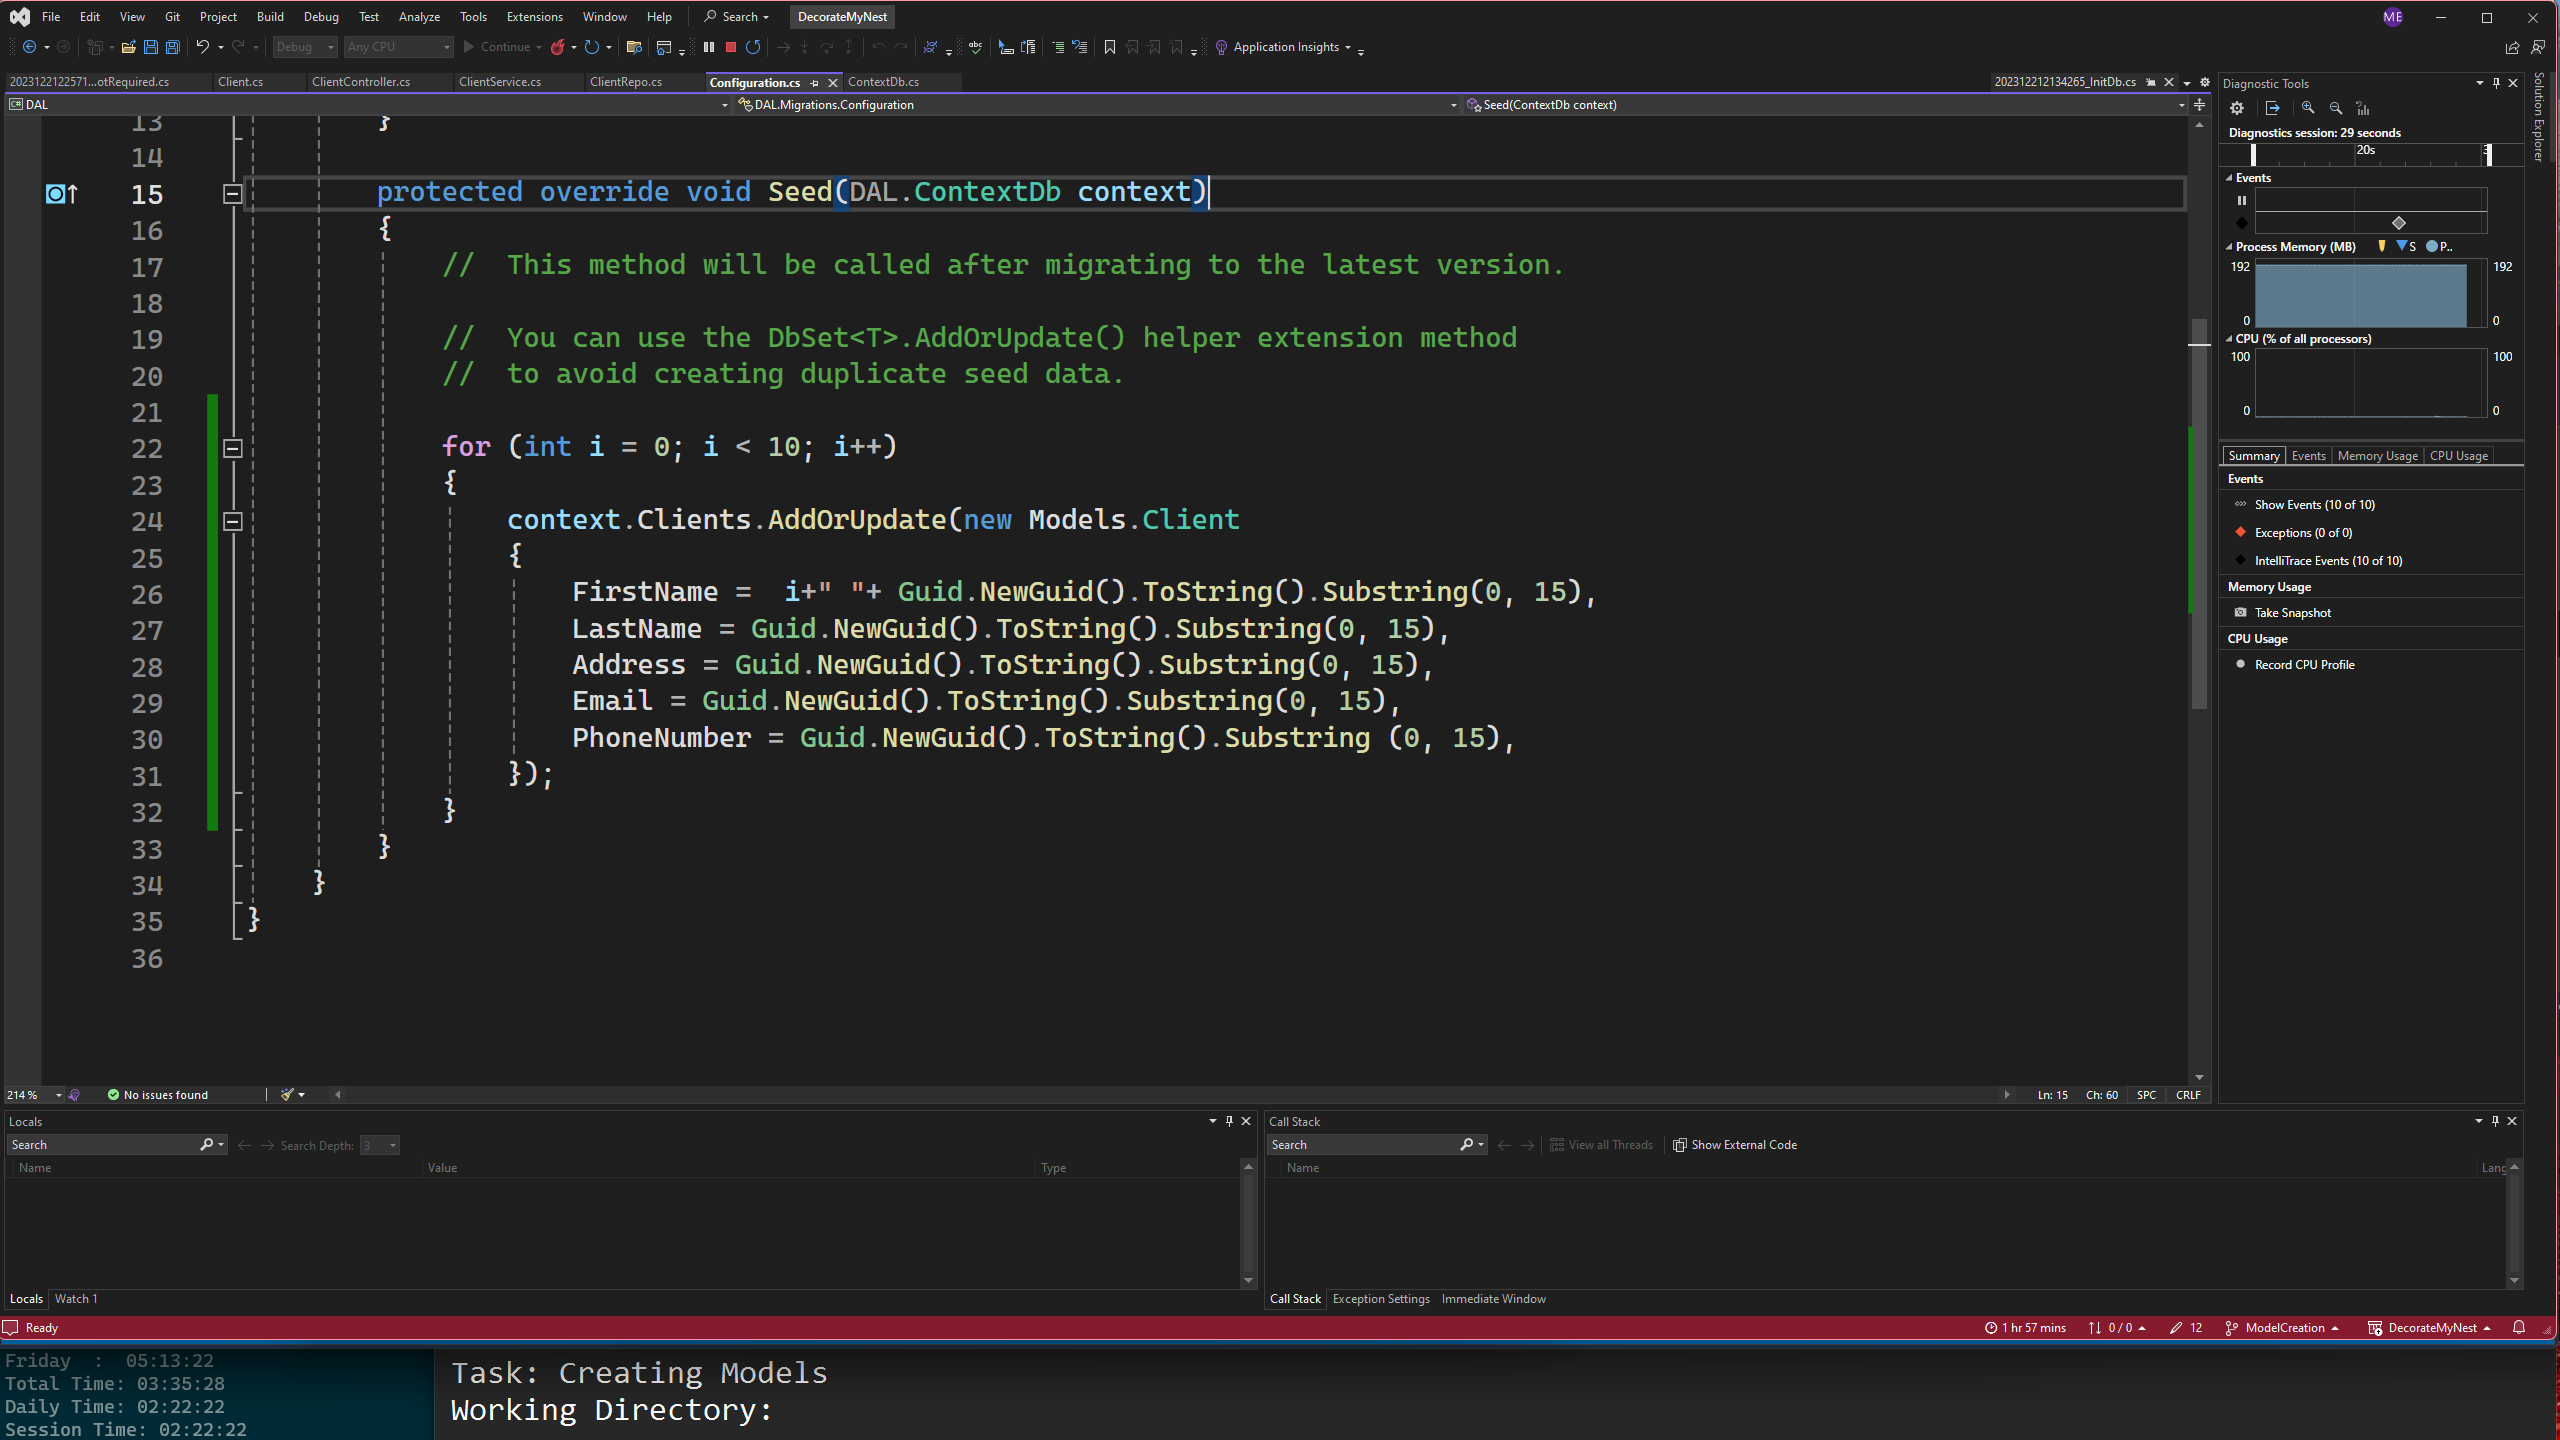 File Edit View Git Project Build Debug Test Analyze Tools Extensions Window Help Search DecorateMyNest ME
Debug Any CPU Continue Application Insights
2023122122571...otRequired.cs Client.cs ClientController.cs ClientService.cs ClientRepo.cs Configuration.cs ContextDb.cs 202312212134265_InitDb.cs
DAL DAL.Migrations.Configuration Seed(ContextDb context)
13 }
14
15 protected override void Seed(DAL.ContextDb context)
16 {
17 //  This method will be called after migrating to the latest version.
18
19 //  You can use the DbSet<T>.AddOrUpdate() helper extension method
20 //  to avoid creating duplicate seed data.
21
22 for (int i = 0; i < 10; i++)
23 {
24 context.Clients.AddOrUpdate(new Models.Client
25 {
26 FirstName =  i+" "+ Guid.NewGuid().ToString().Substring(0, 15),
27 LastName = Guid.NewGuid().ToString().Substring(0, 15),
28 Address = Guid.NewGuid().ToString().Substring(0, 15),
29 Email = Guid.NewGuid().ToString().Substring(0, 15),
30 PhoneNumber = Guid.NewGuid().ToString().Substring (0, 15),
31 });
32 }
33 }
34 }
35 }
36
214 % No issues found Ln: 15 Ch: 60 SPC CRLF
Diagnostic Tools
Diagnostics session: 29 seconds
20s
Events
Process Memory (MB) S P..
192 192
0 0
CPU (% of all processors)
100 100
0 0
Summary Events Memory Usage CPU Usage
Events
Show Events (10 of 10)
Exceptions (0 of 0)
IntelliTrace Events (10 of 10)
Memory Usage
Take Snapshot
CPU Usage
Record CPU Profile
Solution Explorer
Locals
Search Search Depth: 3
Name Value Type
Locals Watch 1
Call Stack
Search View all Threads Show External Code
Name Lang
Call Stack Exception Settings Immediate Window
Ready 1 hr 57 mins 0 / 0 12 ModelCreation DecorateMyNest
Friday  :  05:13:22
Total Time: 03:35:28
Daily Time: 02:22:22
Session Time: 02:22:22
Task: Creating Models
Working Directory: